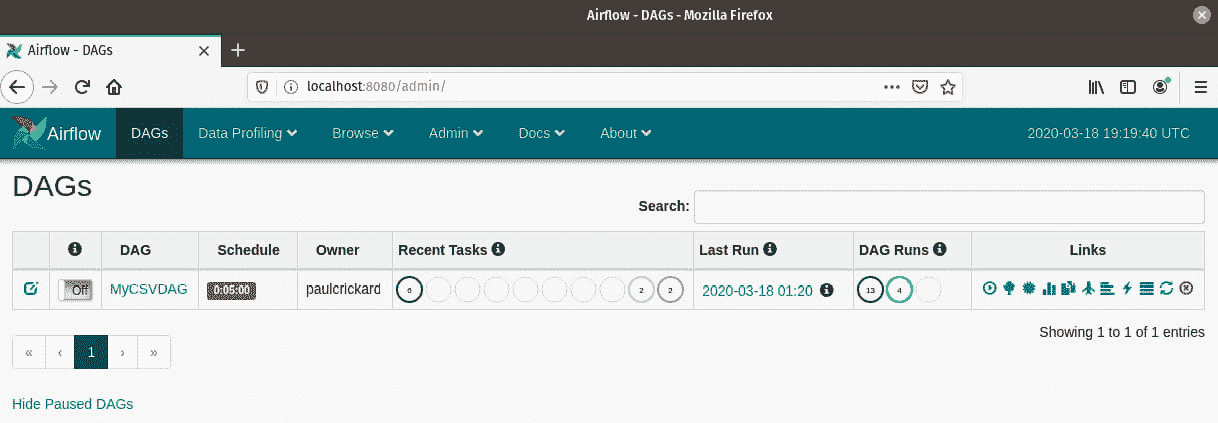 Airflow - DAGs - Mozilla Firefox
Airflow - DAGs
localhost:8080/admin/
Airflow DAGs Data Profiling Browse Admin Docs About 2020-03-18 19:19:40 UTC
DAGs
Search:
DAG Schedule Owner Recent Tasks Last Run DAG Runs Links
Off MyCSVDAG 0:05:00 paulcrickard 6 2 2 2020-03-18 01:20 13 4
Showing 1 to 1 of 1 entries
« ‹ 1 › »
Hide Paused DAGs